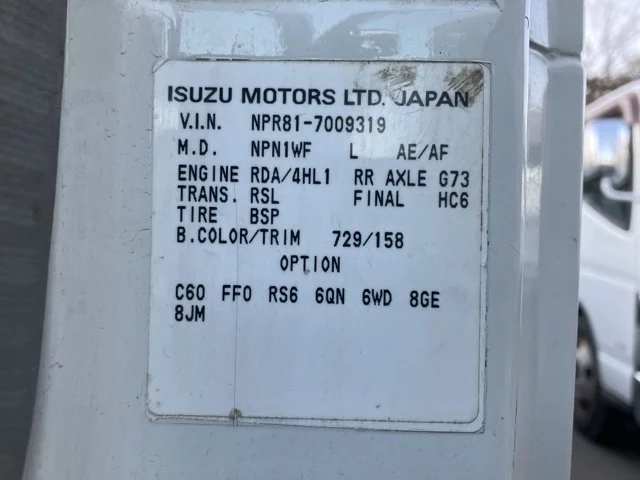 ISUZU MOTORS LTD. JAPAN
V.I.N. NPR81-7009319
M.D. NPN1WF L AE/AF
ENGINE RDA/4HL1 RR AXLE G73
TRANS. RSL FINAL HC6
TIRE BSP
B.COLOR/TRIM 729/158
OPTION
C60 FF0 RS6 6QN 6WD 8GE
8JM